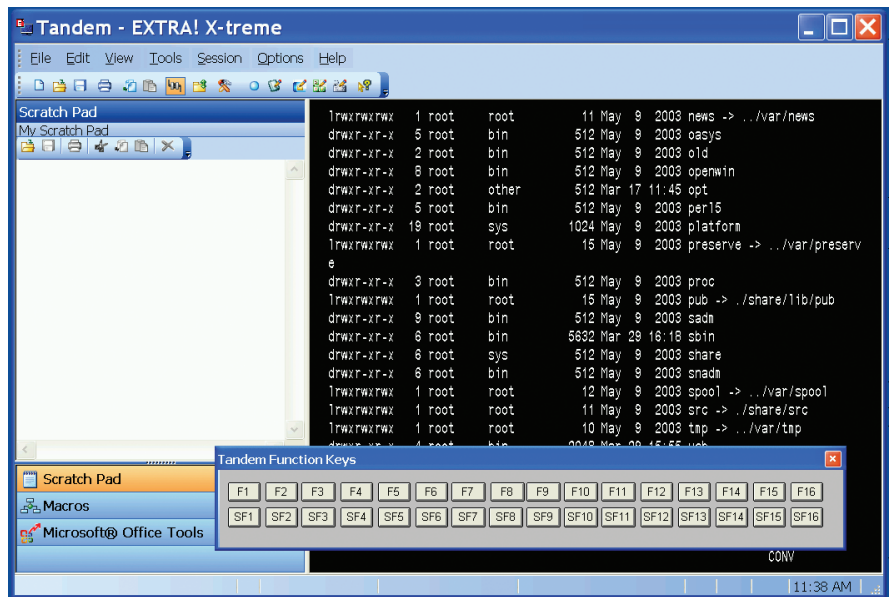 Tandem - EXTRA! X-treme
File Edit View Tools Session Options Help
Scratch Pad
My Scratch Pad
lrwxrwxrwx 1 root root 11 May 9 2003 news -> ../var/news
drwxr-xr-x 5 root bin 512 May 9 2003 oasys
drwxr-xr-x 2 root bin 512 May 9 2003 old
drwxr-xr-x 8 root bin 512 May 9 2003 openwin
drwxr-xr-x 2 root other 512 Mar 17 11:45 opt
drwxr-xr-x 5 root bin 512 May 9 2003 perl5
drwxr-xr-x 19 root sys 1024 May 9 2003 platform
lrwxrwxrwx 1 root root 15 May 9 2003 preserve -> ../var/preserv
e
drwxr-xr-x 3 root bin 512 May 9 2003 proc
lrwxrwxrwx 1 root root 15 May 9 2003 pub -> ./share/lib/pub
drwxr-xr-x 9 root bin 512 May 9 2003 sadm
drwxr-xr-x 6 root bin 5632 Mar 29 16:18 sbin
drwxr-xr-x 6 root sys 512 May 9 2003 share
drwxr-xr-x 6 root bin 512 May 9 2003 snadm
lrwxrwxrwx 1 root root 12 May 9 2003 spool -> ../var/spool
lrwxrwxrwx 1 root root 11 May 9 2003 src -> ./share/src
lrwxrwxrwx 1 root root 10 May 9 2003 tmp -> ../var/tmp
drwxr-xr-x 4 root bin 2048 Mar
Tandem Function Keys
F1 F2 F3 F4 F5 F6 F7 F8 F9 F10 F11 F12 F13 F14 F15 F16
SF1 SF2 SF3 SF4 SF5 SF6 SF7 SF8 SF9 SF10 SF11 SF12 SF13 SF14 SF15 SF16
Scratch Pad
Macros
Microsoft® Office Tools
CONV
11:38 AM